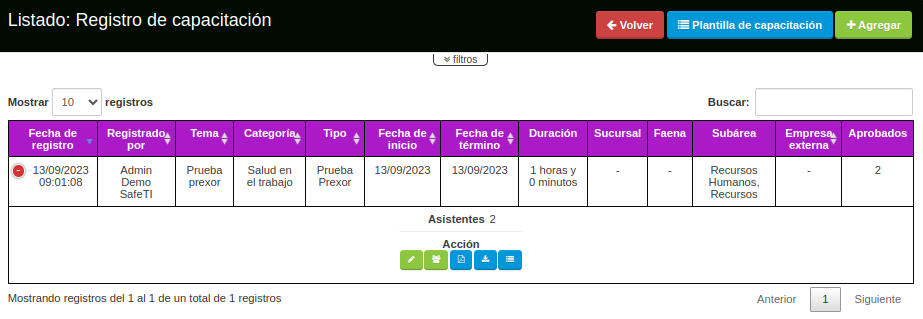 Listado: Registro de capacitación
Volver
Plantilla de capacitación
Agregar
filtros
Mostrar 10 registros
Buscar:
Fecha de registro
Registrado por
Tema
Categoría
Tipo
Fecha de inicio
Fecha de término
Duración
Sucursal
Faena
Subárea
Empresa externa
Aprobados
13/09/2023
09:01:08
Admin
Demo
SafeTI
Prueba
prexor
Salud en
el trabajo
Prueba
Prexor
13/09/2023
13/09/2023
1 horas y
0 minutos
-
-
Recursos
Humanos,
Recursos
-
2
Asistentes 2
Acción
Mostrando registros del 1 al 1 de un total de 1 registros
Anterior 1 Siguiente